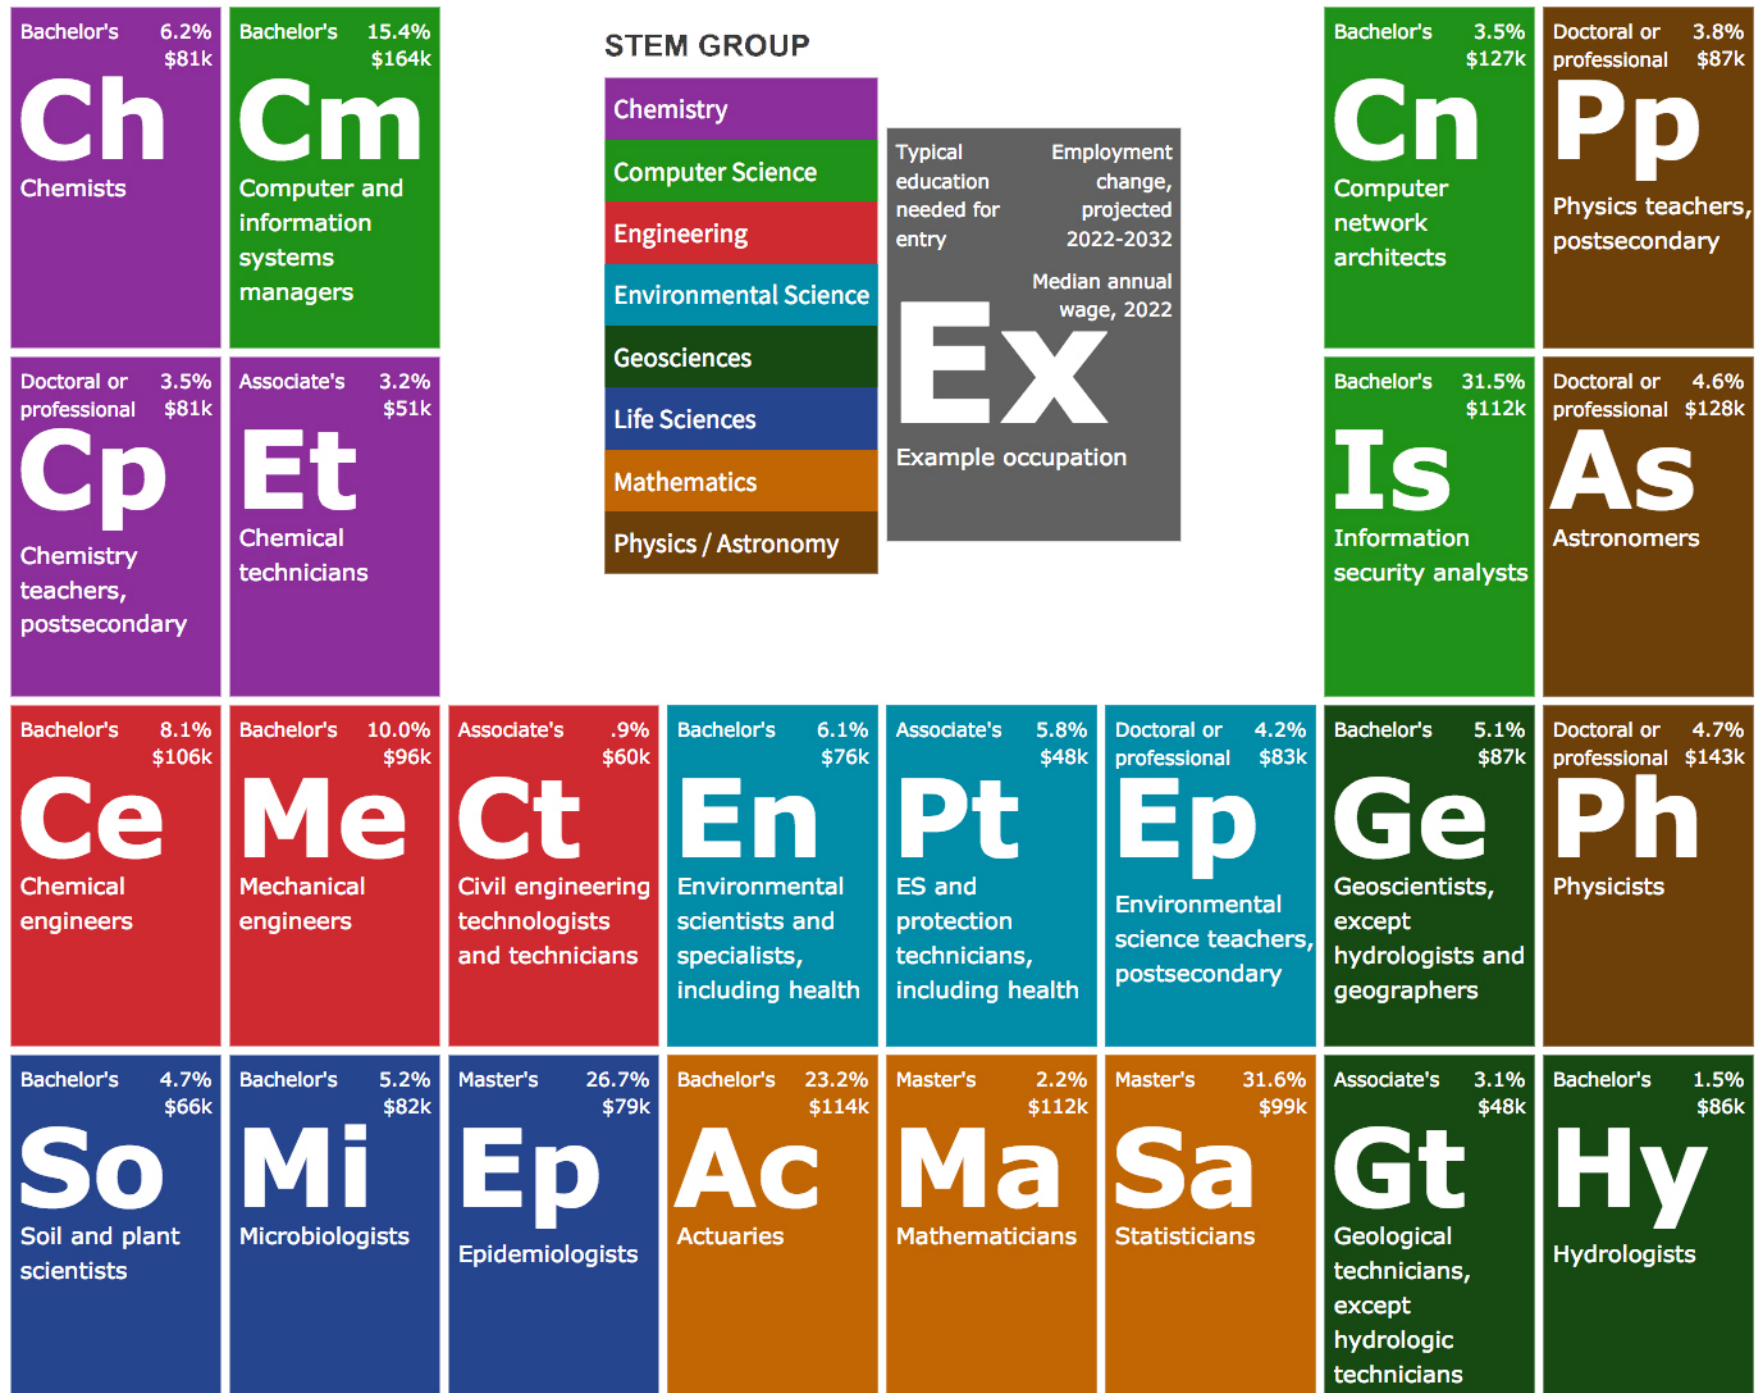 Bachelor's 6.2%
$81k
Ch
Chemists
Bachelor's 15.4%
$164k
Cm
Computer and
information
systems
managers
STEM GROUP
Chemistry
Computer Science
Engineering
Environmental Science
Geosciences
Life Sciences
Mathematics
Physics / Astronomy
Typical
education
needed for
entry
Employment
change,
projected
2022-2032
Median annual
wage, 2022
Ex
Example occupation
Bachelor's 3.5%
$127k
Cn
Computer
network
architects
Doctoral or 3.8%
professional $87k
Pp
Physics teachers,
postsecondary
Doctoral or 3.5%
professional $81k
Cp
Chemistry
teachers,
postsecondary
Associate's 3.2%
$51k
Et
Chemical
technicians
Bachelor's 31.5%
$112k
Is
Information
security analysts
Doctoral or 4.6%
professional $128k
As
Astronomers
Bachelor's 8.1%
$106k
Ce
Chemical
engineers
Bachelor's 10.0%
$96k
Me
Mechanical
engineers
Associate's .9%
$60k
Ct
Civil engineering
technologists
and technicians
Bachelor's 6.1%
$76k
En
Environmental
scientists and
specialists,
including health
Associate's 5.8%
$48k
Pt
ES and
protection
technicians,
including health
Doctoral or 4.2%
professional $83k
Ep
Environmental
science teachers,
postsecondary
Bachelor's 5.1%
$87k
Ge
Geoscientists,
except
hydrologists and
geographers
Doctoral or 4.7%
professional $143k
Ph
Physicists
Bachelor's 4.7%
$66k
So
Soil and plant
scientists
Bachelor's 5.2%
$82k
Mi
Microbiologists
Master's 26.7%
$79k
Ep
Epidemiologists
Bachelor's 23.2%
$114k
Ac
Actuaries
Master's 2.2%
$112k
Ma
Mathematicians
Master's 31.6%
$99k
Sa
Statisticians
Associate's 3.1%
$48k
Gt
Geological
technicians,
except
hydrologic
technicians
Bachelor's 1.5%
$86k
Hy
Hydrologists